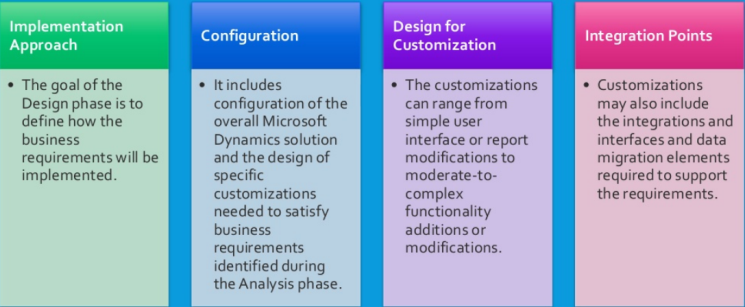 Implementation
Approach
• The goal of the
Design phase is to
define how the
business
requirements will be
implemented.
Configuration
• It includes
configuration of the
overall Microsoft
Dynamics solution
and the design of
specific
customizations
needed to satisfy
business
requirements
identified during
the Analysis phase.
Design for
Customization
• The customizations
can range from
simple user
interface or report
modifications to
moderate-to-
complex
functionality
additions or
modifications.
Integration Points
• Customizations
may also include
the integrations and
interfaces and data
migration elements
required to support
the requirements.